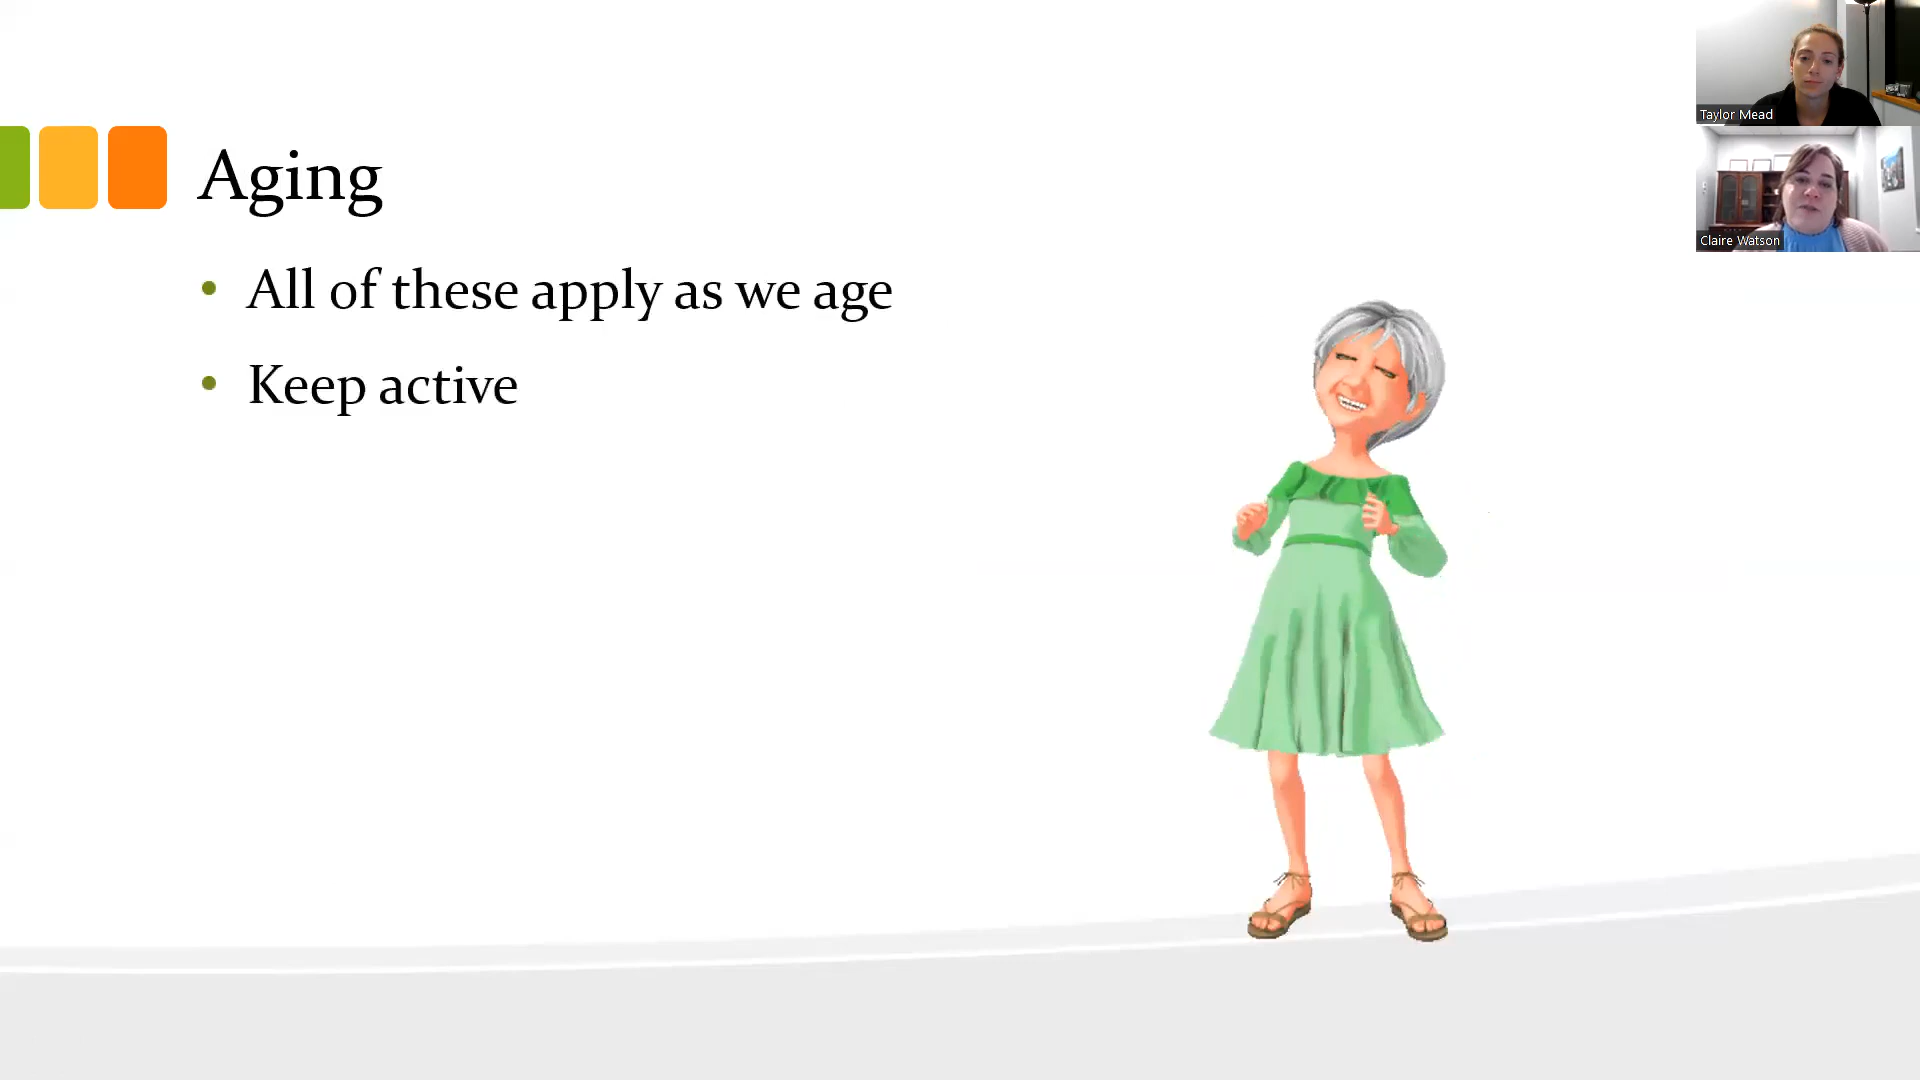 Taylor Mead
Claire Watson
Aging
• All of these apply as we age
• Keep active